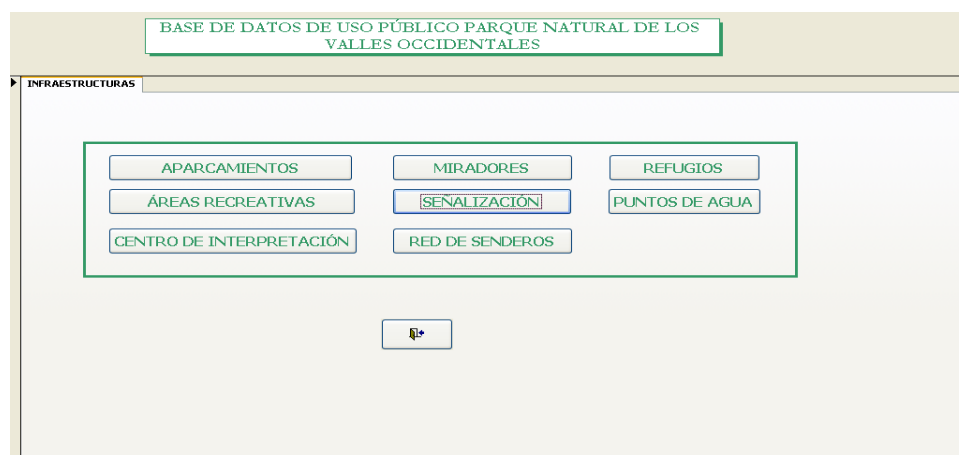 BASE DE DATOS DE USO PÚBLICO PARQUE NATURAL DE LOS
VALLES OCCIDENTALES
INFRAESTRUCTURAS
APARCAMIENTOS
MIRADORES
REFUGIOS
ÁREAS RECREATIVAS
SEÑALIZACIÓN
PUNTOS DE AGUA
CENTRO DE INTERPRETACIÓN
RED DE SENDEROS